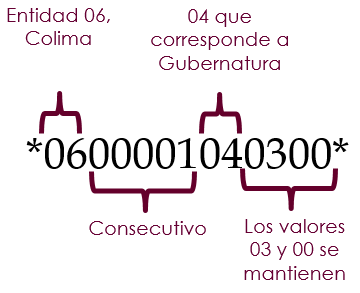 Entidad 06,
Colima
04 que
corresponde a
Gubernatura
*0600001040300*
Consecutivo
Los valores
03 y 00 se
mantienen